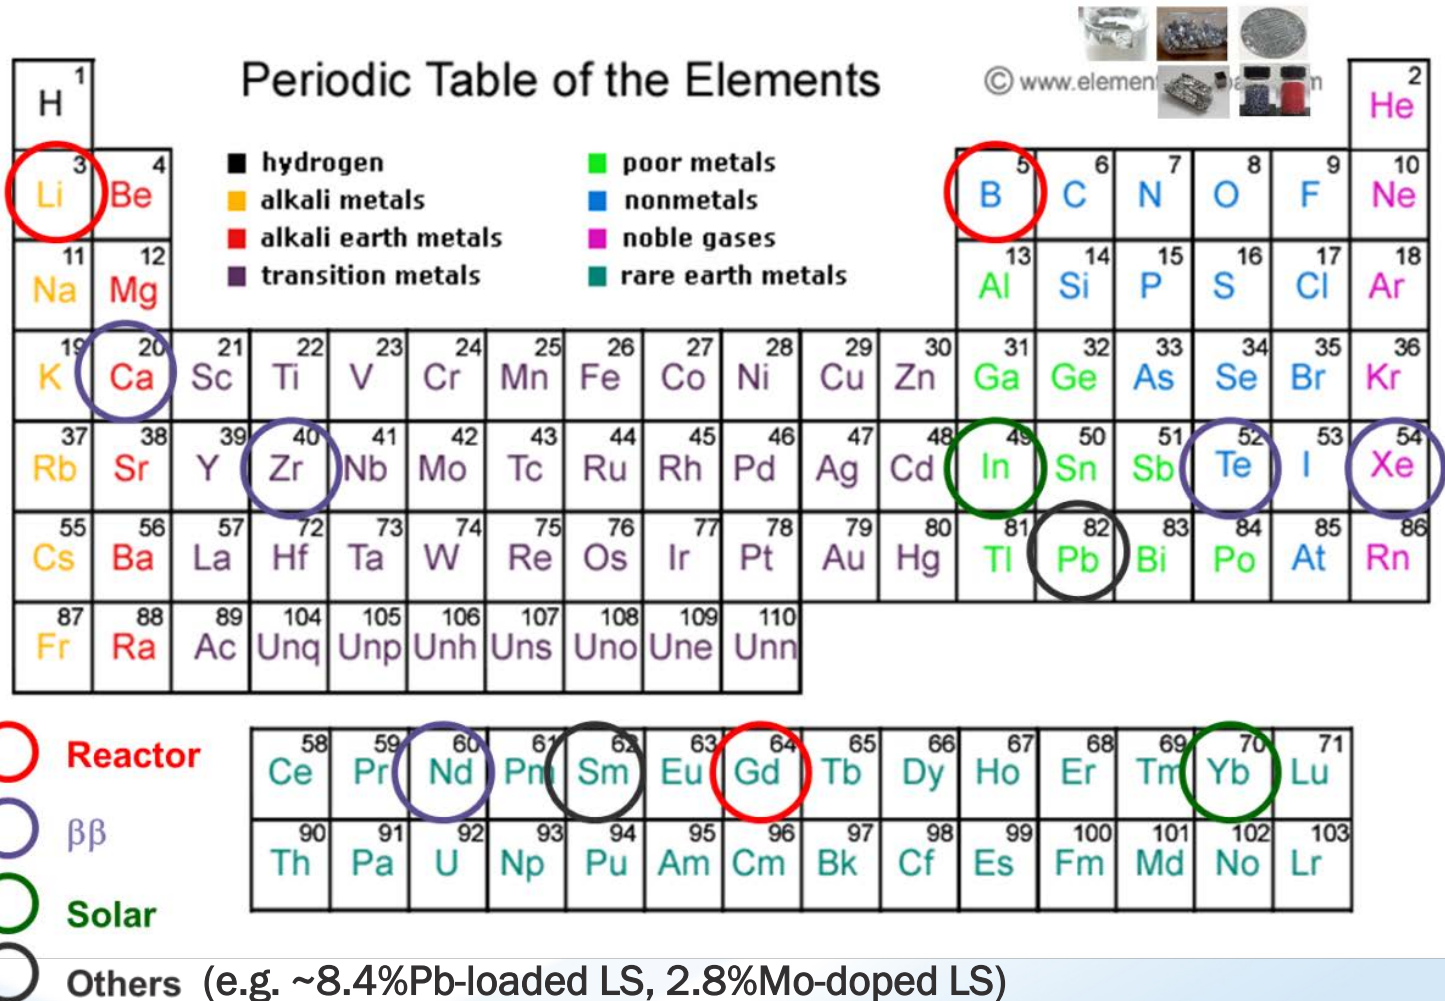 Periodic Table of the Elements
© www.element
hydrogen
alkali metals
alkali earth metals
transition metals
poor metals
nonmetals
noble gases
rare earth metals
1 2
H He
3 4 5 6 7 8 9 10
Li Be B C N O F Ne
11 12 13 14 15 16 17 18
Na Mg Al Si P S Cl Ar
19 20 21 22 23 24 25 26 27 28 29 30 31 32 33 34 35 36
K Ca Sc Ti V Cr Mn Fe Co Ni Cu Zn Ga Ge As Se Br Kr
37 38 39 40 41 42 43 44 45 46 47 48 49 50 51 52 53 54
Rb Sr Y Zr Nb Mo Tc Ru Rh Pd Ag Cd In Sn Sb Te I Xe
55 56 57 72 73 74 75 76 77 78 79 80 81 82 83 84 85 86
Cs Ba La Hf Ta W Re Os Ir Pt Au Hg Tl Pb Bi Po At Rn
87 88 89 104 105 106 107 108 109 110
Fr Ra Ac Unq Unp Unh Uns Uno Une Unn
58 59 60 61 62 63 64 65 66 67 68 69 70 71
Ce Pr Nd Pm Sm Eu Gd Tb Dy Ho Er Tm Yb Lu
90 91 92 93 94 95 96 97 98 99 100 101 102 103
Th Pa U Np Pu Am Cm Bk Cf Es Fm Md No Lr
Reactor
ββ
Solar
Others (e.g. ~8.4%Pb-loaded LS, 2.8%Mo-doped LS)